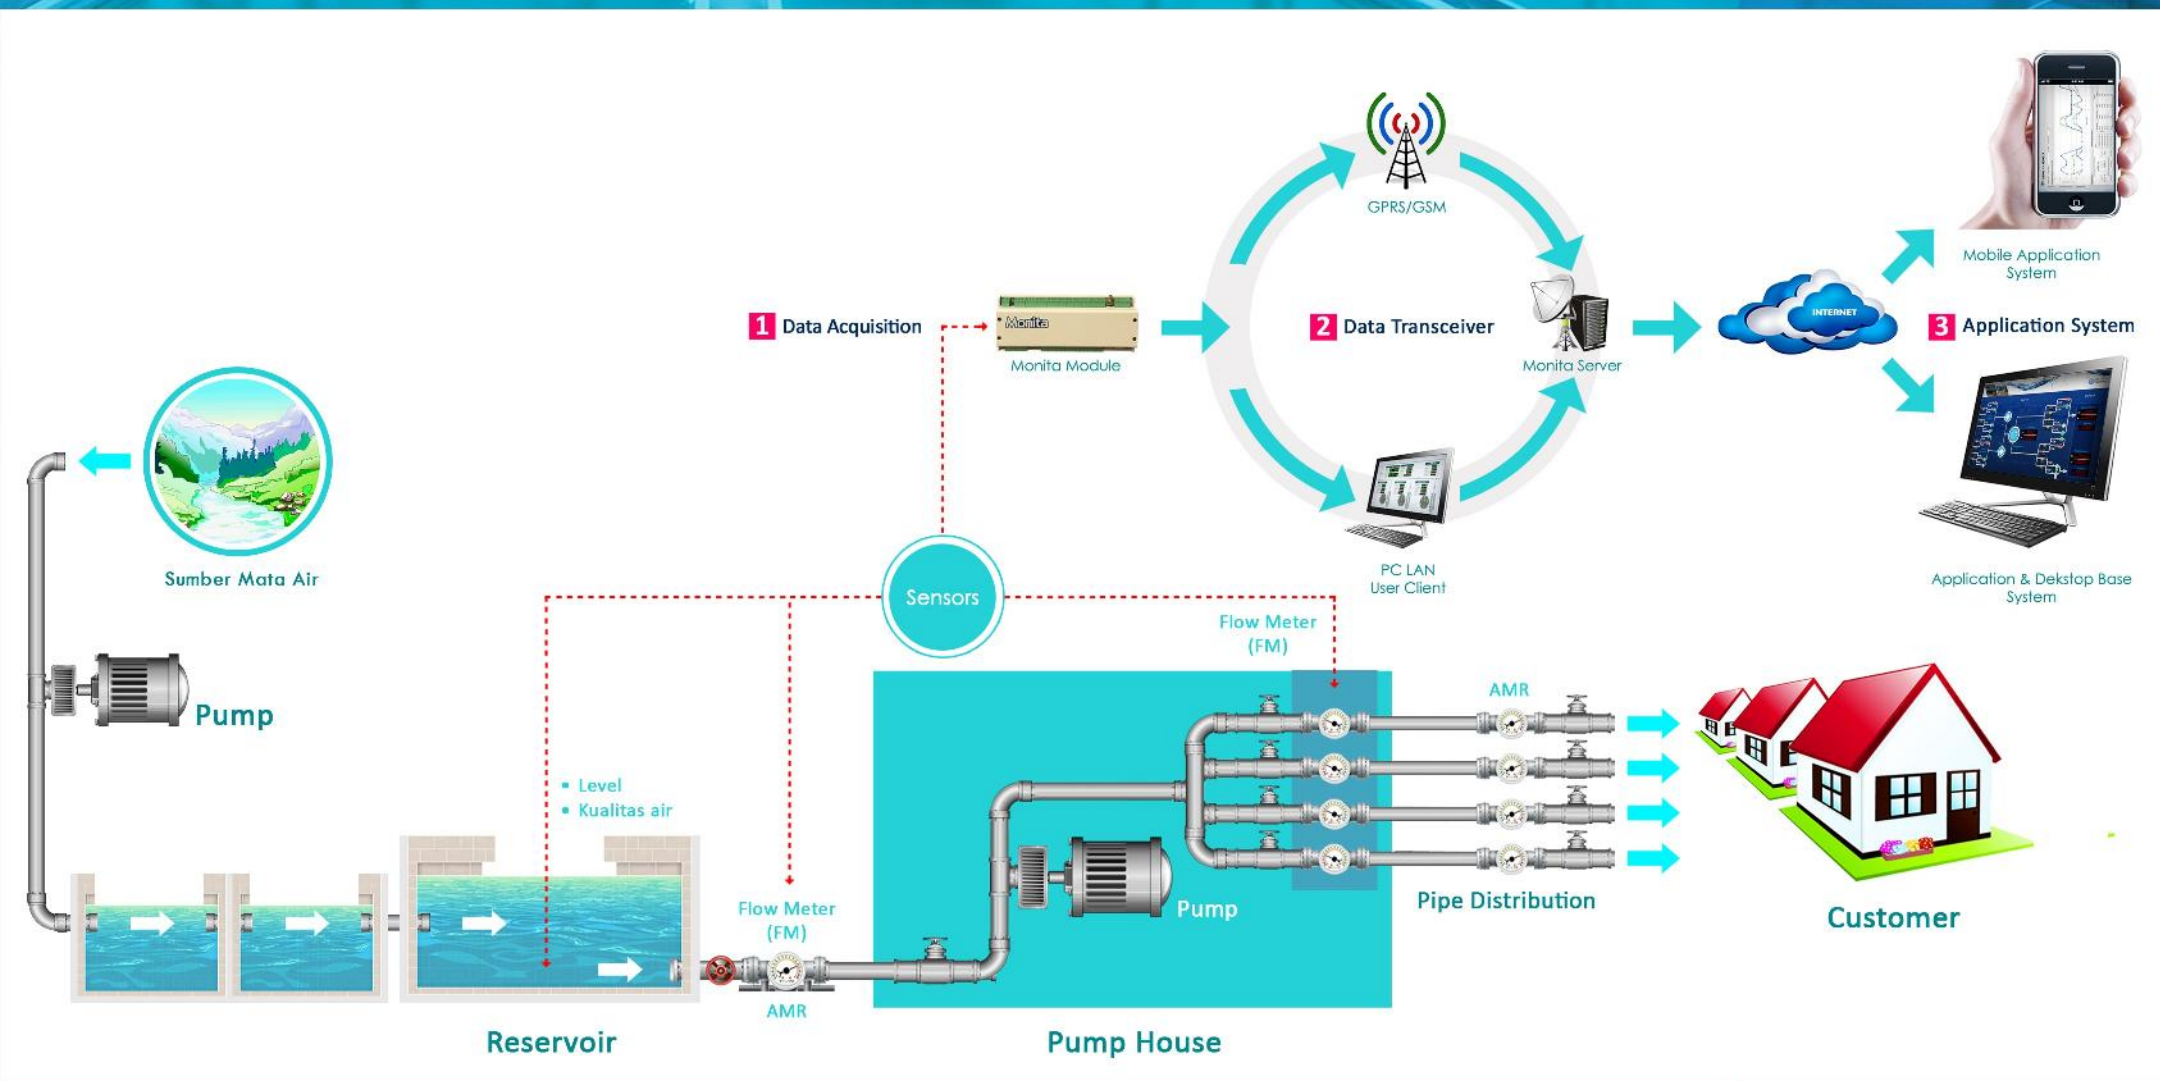 GPRS/GSM
Mobile Application
System
1 Data Acquisition
Monita
Monita Module
2 Data Transceiver
Monita Server
INTERNET
3 Application System
Sumber Mata Air
PC LAN
User Client
Application & Dekstop Base
System
Sensors
Flow Meter
(FM)
AMR
Pump
▪ Level
▪ Kualitas air
Flow Meter
(FM)
AMR
Pump
Pipe Distribution
Customer
Reservoir
Pump House